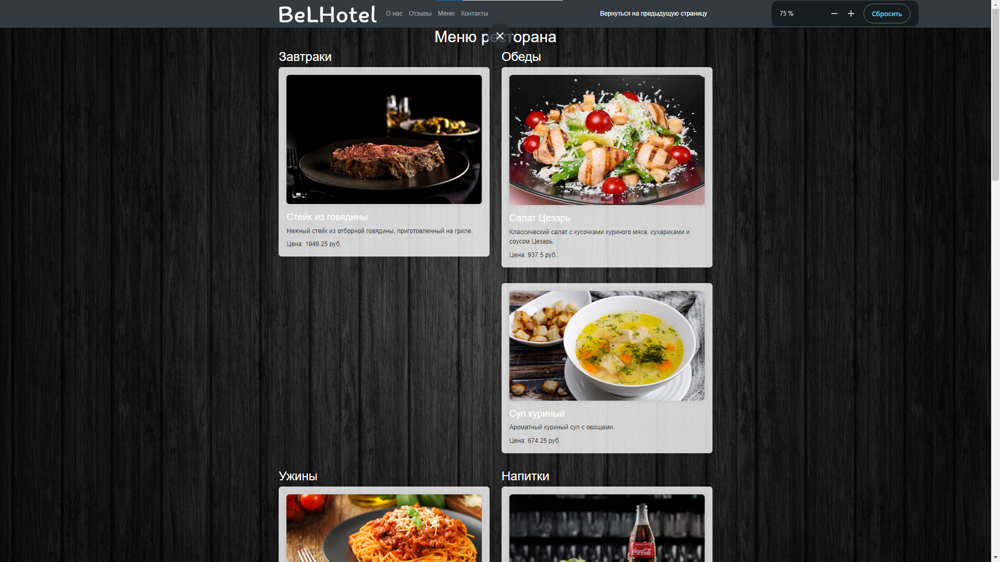 BeLHotel
О нас
Отзывы
Меню
Контакты
Вернуться на предыдущую страницу
75 %
Сбросить
Меню ресторана
Завтраки
Стейк из говядины
Нежный стейк из отборной говядины, приготовленный на гриле.
Цена: 1949.25 руб.
Обеды
Салат Цезарь
Классический салат с кусочками куриного мяса, сухариками и
соусом Цезарь.
Цена: 937.5 руб.
Суп куриный
Ароматный куриный суп с овощами.
Цена: 674.25 руб.
Ужины
Напитки
Coca-Cola